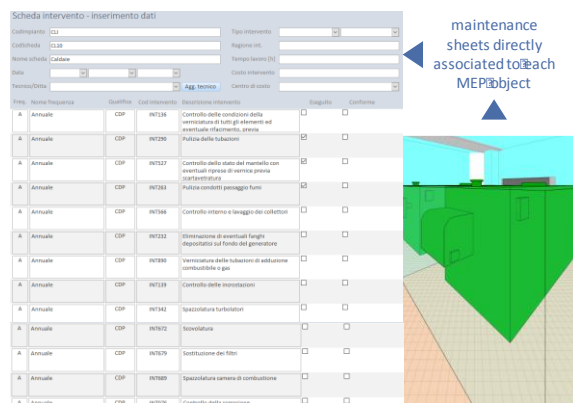 Scheda intervento - inserimento dati
Codimpianto CLI Tipo intervento
Codscheda CL10 Ragione int.
Nome scheda Caldaie Tempo lavoro [h]
Data Costo intervento
Tecnico/Ditta Agg. tecnico Centro di costo
Freq. Nome frequenza Qualifica Cod intervento Descrizione intervento Eseguito Conforme
A Annuale CDP INT136 Controllo delle condizioni della
verniciatura di tutti gli elementi ed
eventuale rifacimento, previa
A Annuale CDP INT290 Pulizia delle tubazioni
A Annuale CDP INT527 Controllo dello stato del mantello con
eventuali riprese di vernice previa
scartavetratura
A Annuale CDP INT263 Pulizia condotti passaggio fumi
A Annuale CDP INT366 Controllo interno e lavaggio dei collettori
A Annuale CDP INT232 Eliminazione di eventuali fanghi
depositatisi sul fondo del generatore
A Annuale CDP INT890 Verniciatura delle tubazioni di adduzione
combustibile o gas
A Annuale CDP INT139 Controllo delle incrostazioni
A Annuale CDP INT342 Spazzolatura turbolatori
A Annuale CDP INT672 Scovolatura
A Annuale CDP INT679 Sostituzione dei filtri
A Annuale CDP INT689 Spazzolatura camera di combustione
A Annuale CDP
maintenance
sheets directly
associated to each
MEP object